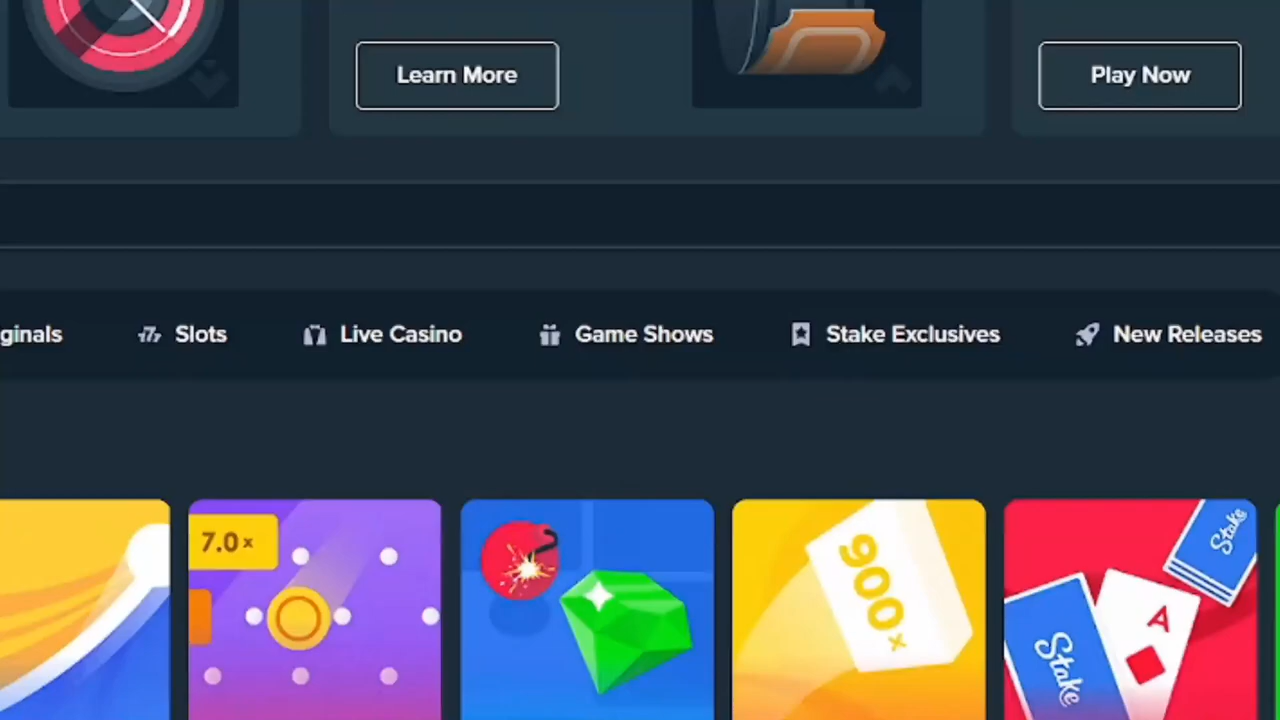 Learn More
Play Now
ginals
Slots
Live Casino
Game Shows
Stake Exclusives
New Releases
7.0×
900×
Stake
A
Stake